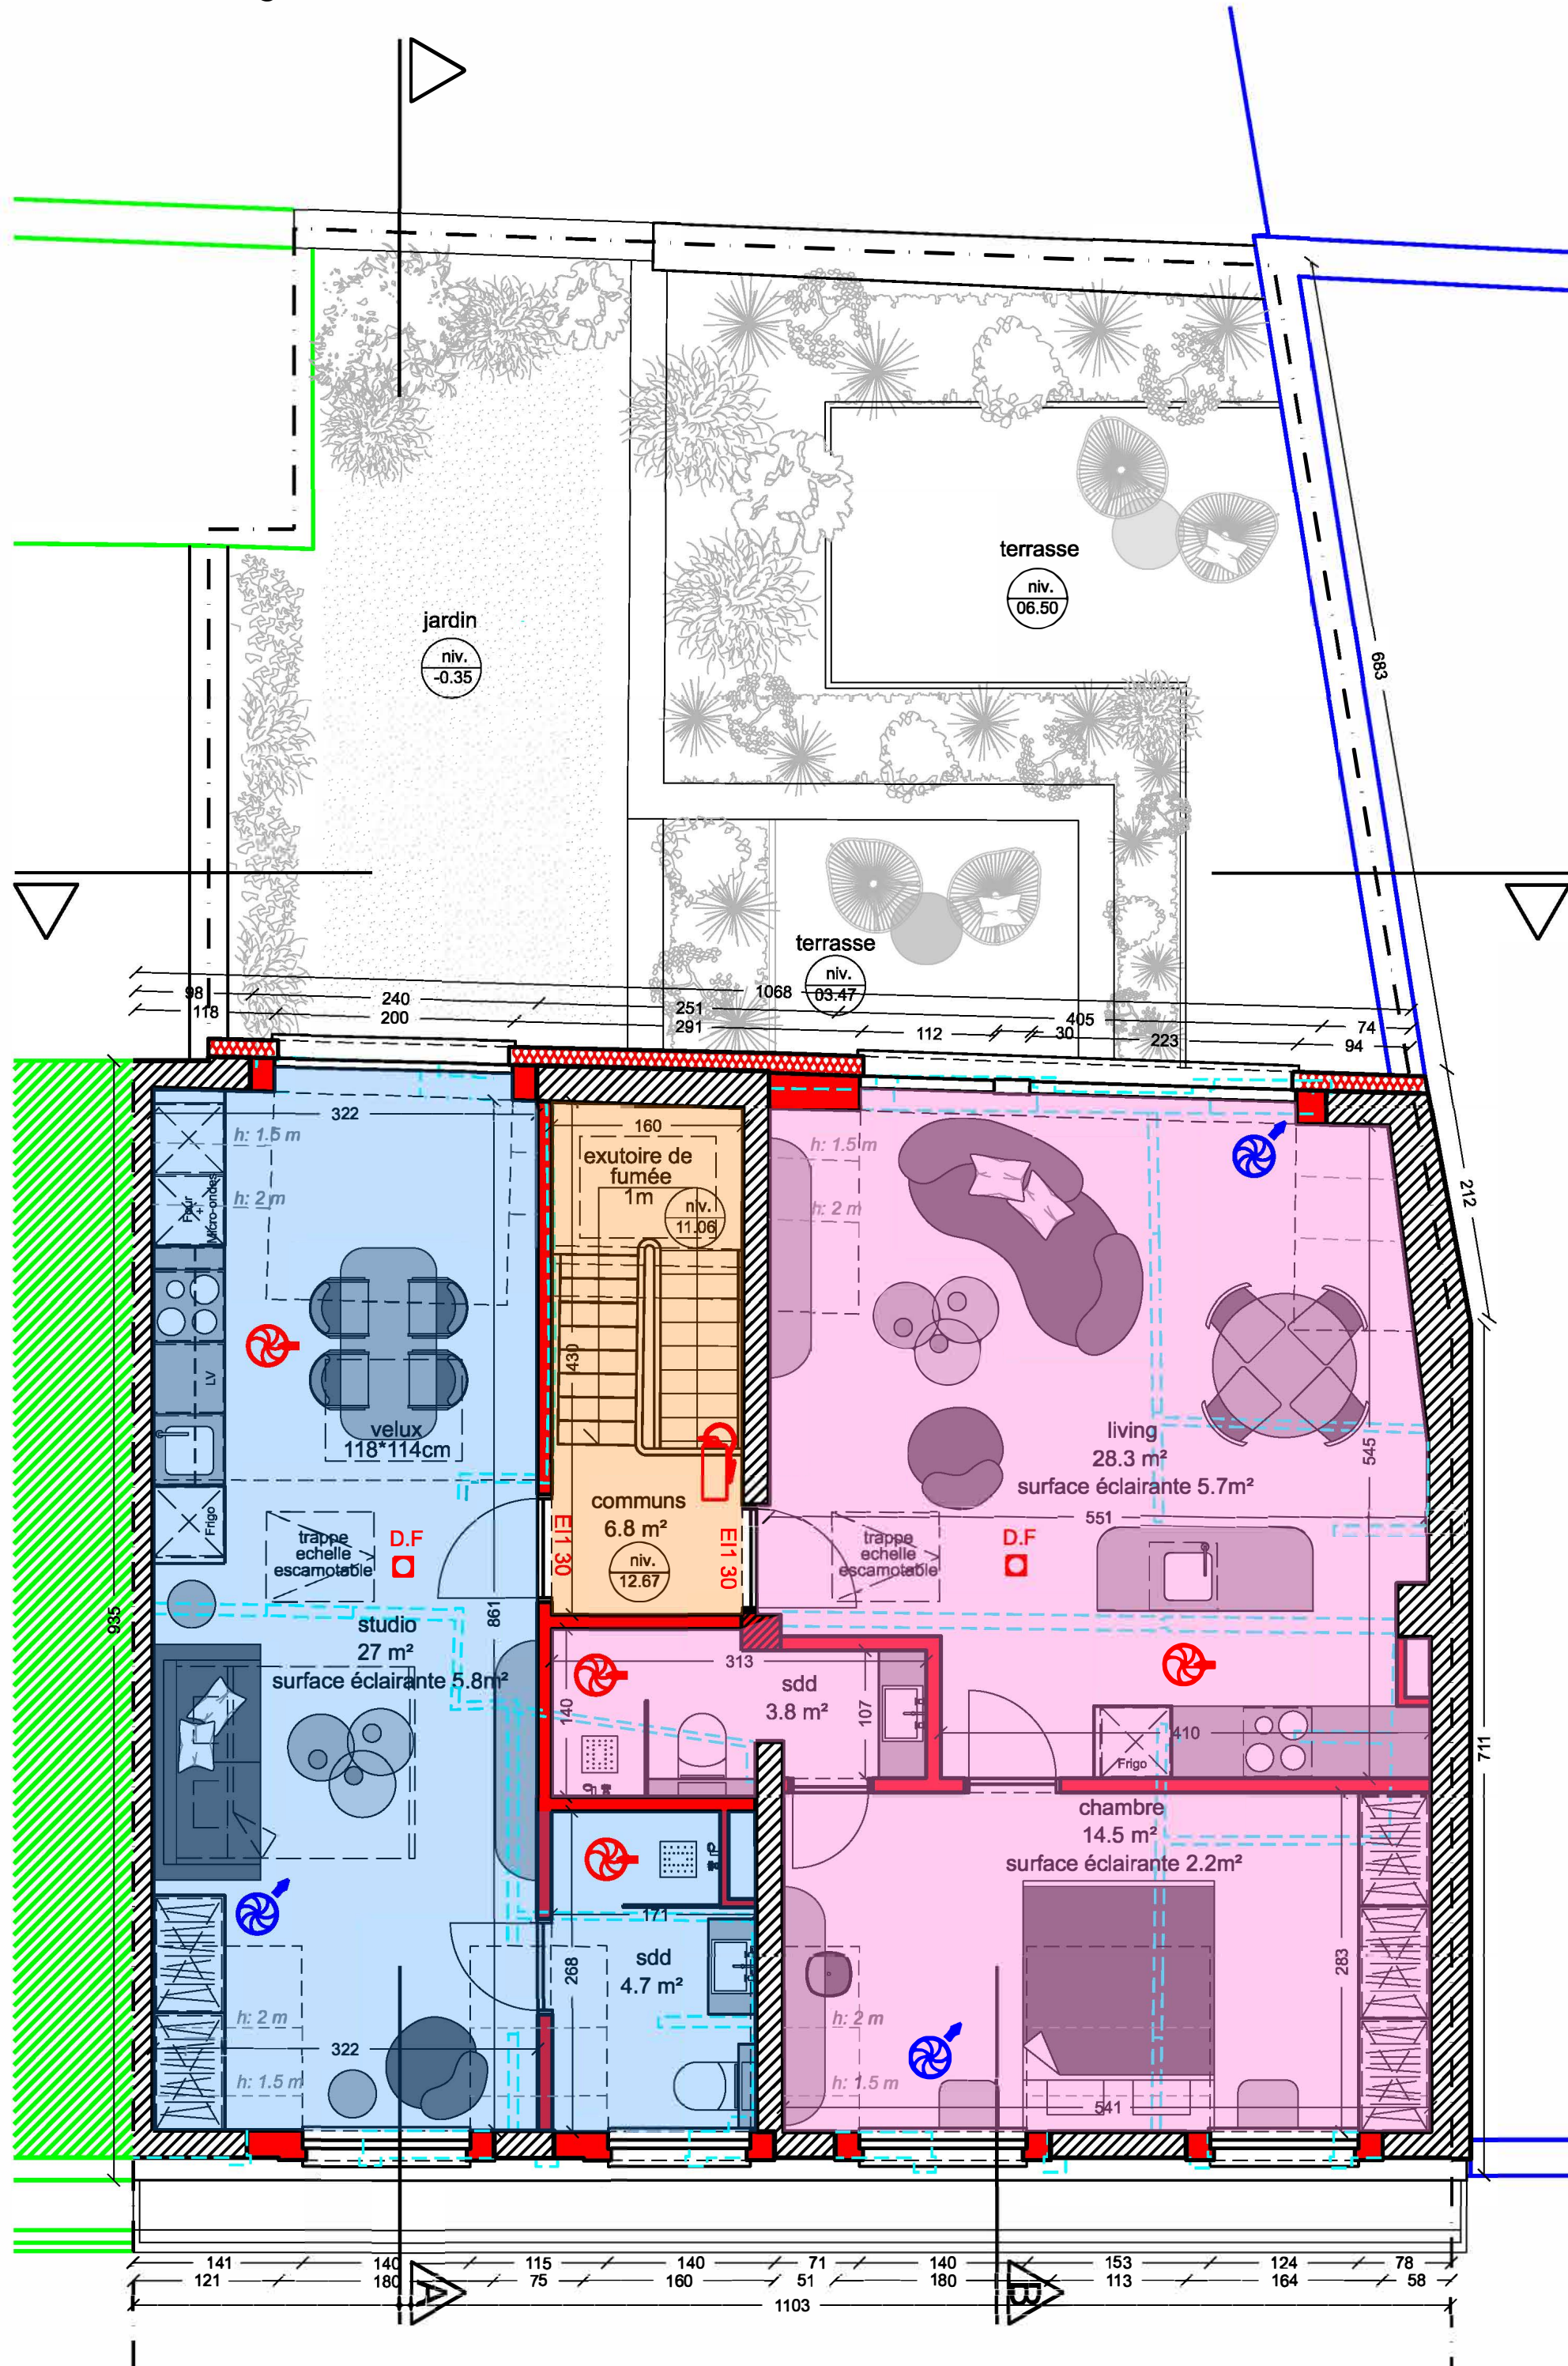 jardin
niv.
-0.35
terrasse
niv.
06.50
683
terrasse
niv.
03.47
98
240
251
1068
405
74
118
200
291
112
30
223
94
322
h: 1.5 m
h: 2 m
Four
+
Micro-ondes
LV
Frigo
velux
118*114cm
160
exutoire de
fumée
1m
niv.
11.06
430
communs
6.8 m²
niv.
12.67
EI1 30
EI1 30
h: 1.5 m
h: 2 m
212
living
28.3 m²
surface éclairante 5.7m²
545
551
trappe
echelle
escamotable
D.F
trappe
echelle
escamotable
D.F
935
861
studio
27 m²
surface éclairante 5.8m²
313
140
sdd
3.8 m²
107
410
Frigo
711
chambre
14.5 m²
surface éclairante 2.2m²
171
268
sdd
4.7 m²
283
h: 2 m
322
h: 1.5 m
h: 2 m
h: 1.5 m
541
141
140
115
140
71
140
153
124
78
121
180
75
160
51
180
113
164
58
A
B
1103